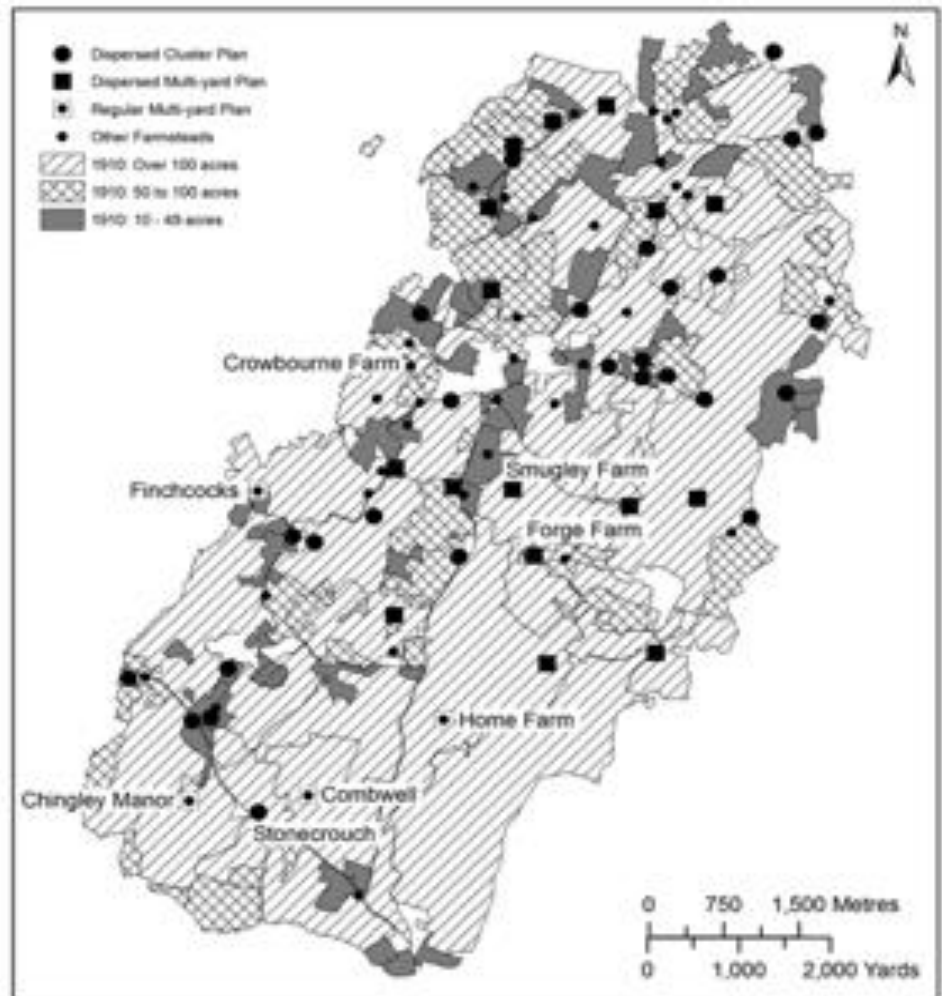 N
Dispersed Cluster Plan
Dispersed Multi-yard Plan
Regular Multi-yard Plan
Other Farmsteads
1910: Over 100 acres
1910: 50 to 100 acres
1910: 10 - 49 acres
Crowbourne Farm
Smugley Farm
Finchcocks
Forge Farm
Home Farm
Chingley Manor
Combwell
Stonecrouch
0 750 1,500 Metres
0 1,000 2,000 Yards